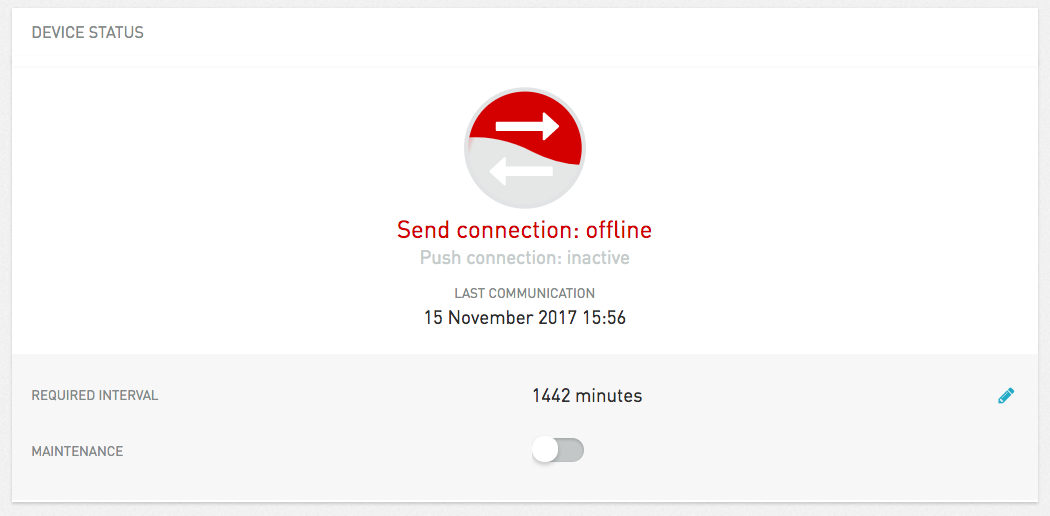 DEVICE STATUS
Send connection: offline
Push connection: inactive
LAST COMMUNICATION
15 November 2017 15:56
REQUIRED INTERVAL 1442 minutes
MAINTENANCE